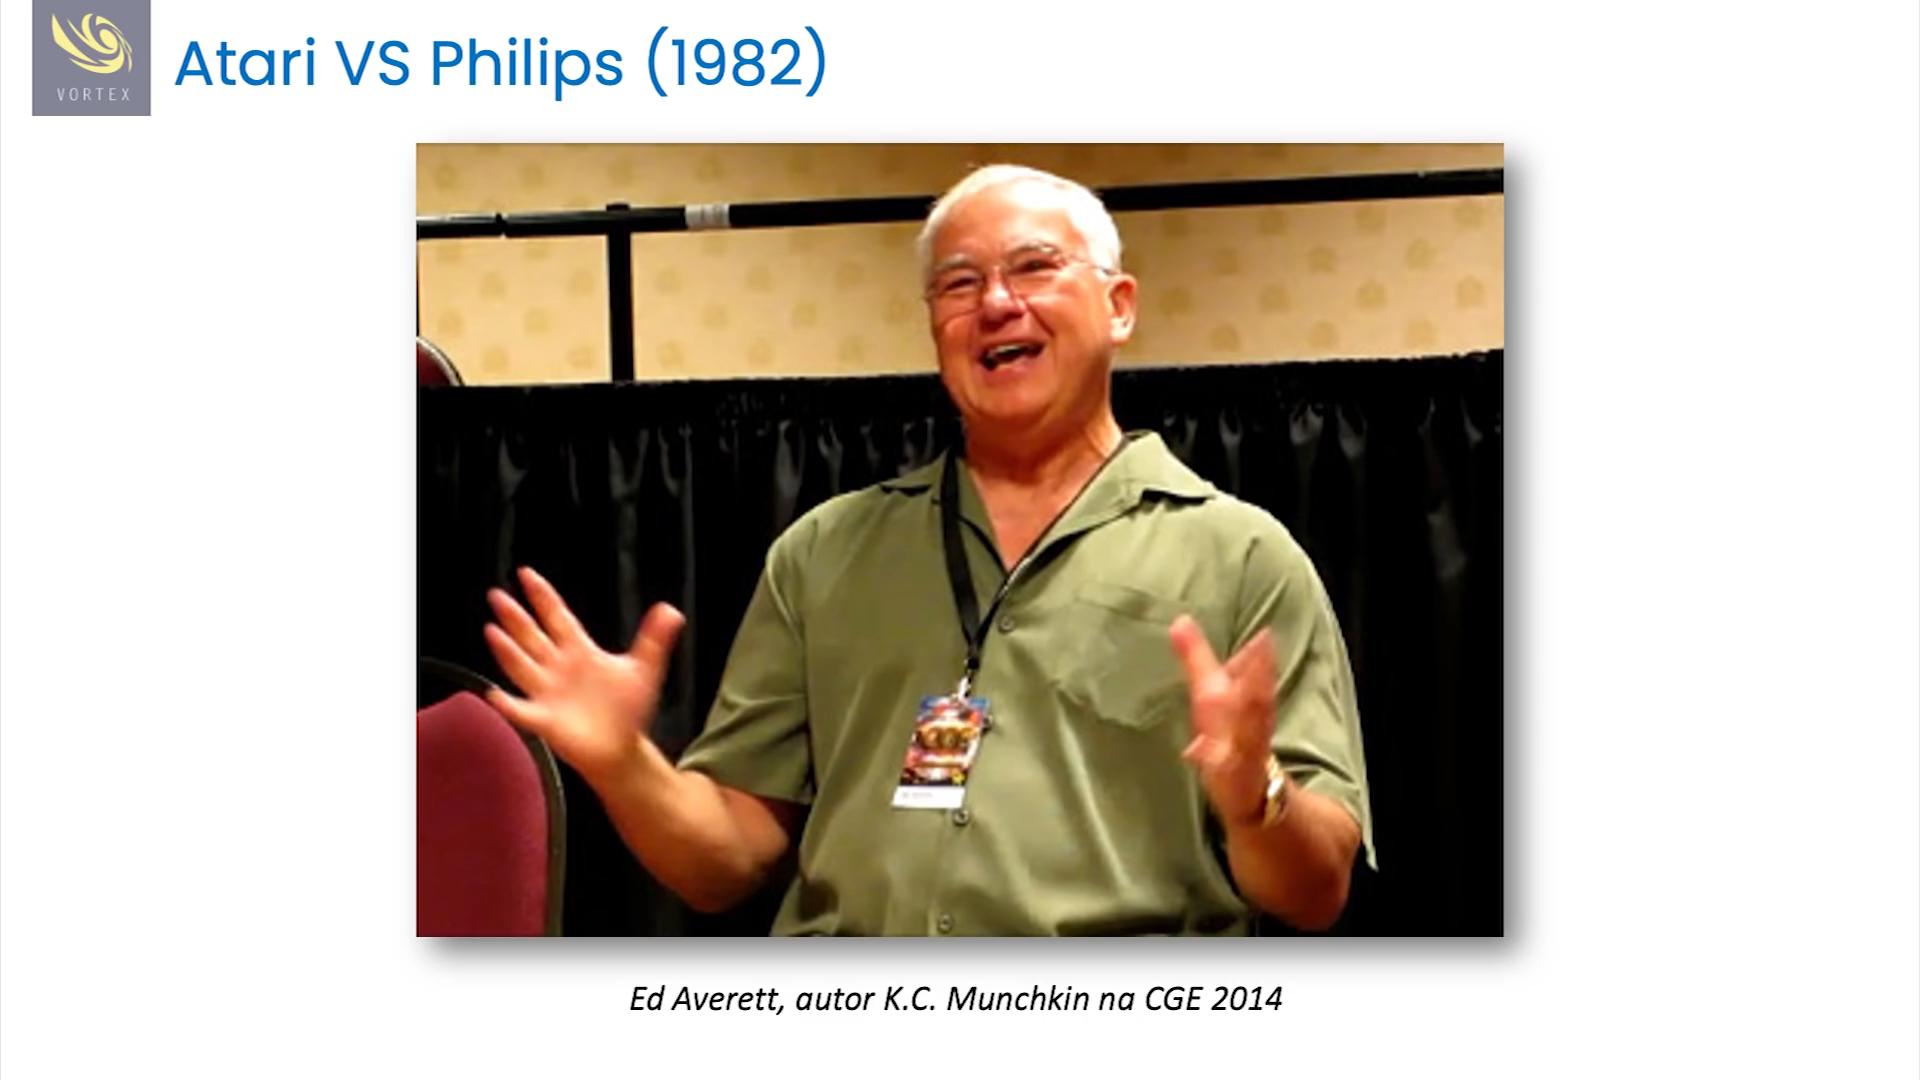 VORTEX
Atari VS Philips (1982)
Ed Averett, autor K.C. Munchkin na CGE 2014